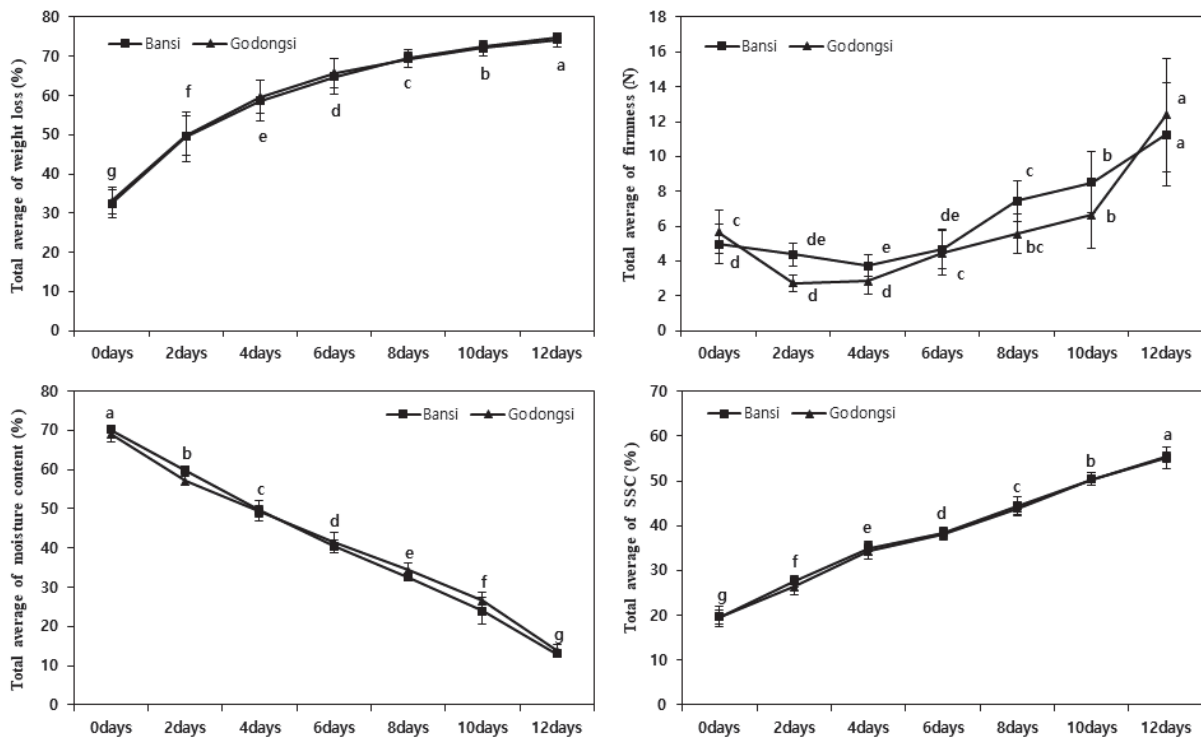 Total average of weight loss (%)
80
70
60
50
40
30
20
10
0
Bansi Godongsi
g
f
e
d
c
b
a
0days 2days 4days 6days 8days 10days 12days
Total average of firmness (N)
18
16
14
12
10
8
6
4
2
0
Bansi Godongsi
c
d
de
d
e
d
de
c
c
bc
b
b
a
a
0days 2days 4days 6days 8days 10days 12days
Total average of moisture content (%)
80
70
60
50
40
30
20
10
0
Bansi Godongsi
a
b
c
d
e
f
g
0days 2days 4days 6days 8days 10days 12days
Total average of SSC (%)
70
60
50
40
30
20
10
0
Bansi Godongsi
g
f
e
d
c
b
a
0days 2days 4days 6days 8days 10days 12days